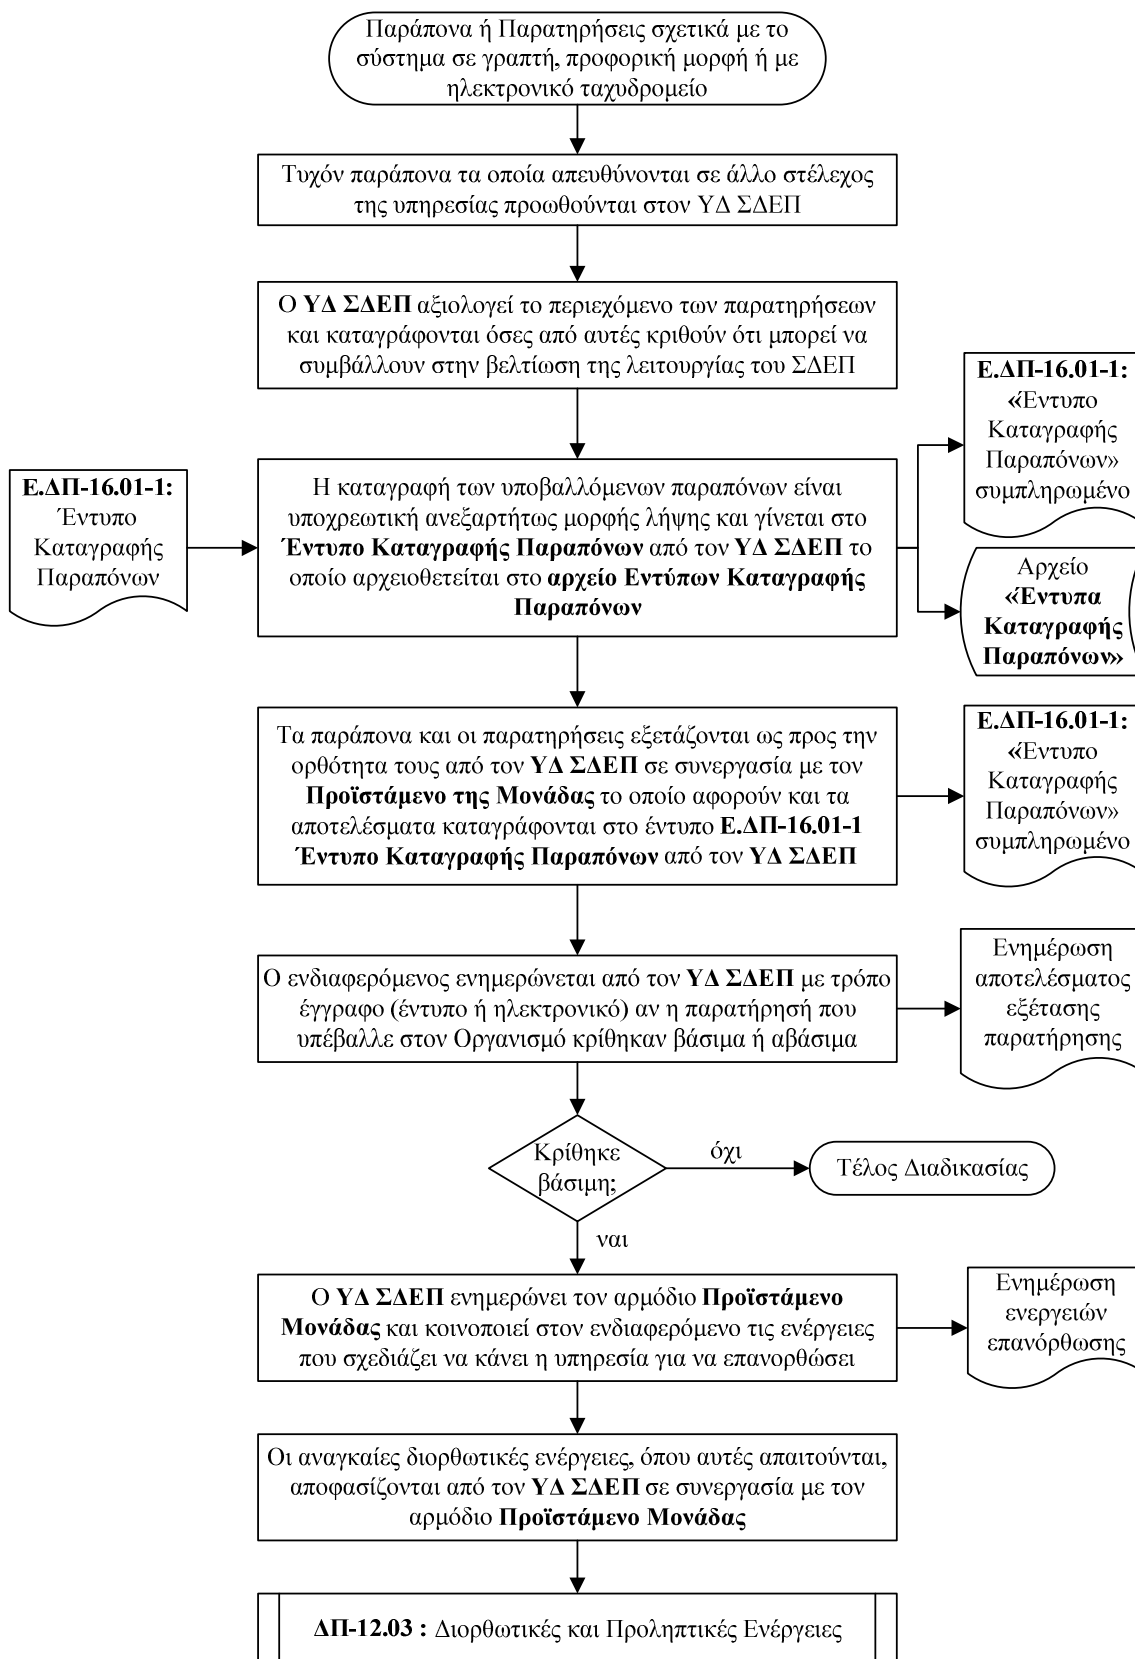 Παράπονα ή Παρατηρήσεις σχετικά με το
σύστημα σε γραπτή, προφορική μορφή ή με
ηλεκτρονικό ταχυδρομείο
Τυχόν παράπονα τα οποία απευθύνονται σε άλλο στέλεχος
της υπηρεσίας προωθούνται στον ΥΔ ΣΔΕΠ
Ο ΥΔ ΣΔΕΠ αξιολογεί το περιεχόμενο των παρατηρήσεων
και καταγράφονται όσες από αυτές κριθούν ότι μπορεί να
συμβάλλουν στην βελτίωση της λειτουργίας του ΣΔΕΠ
Ε.ΔΠ-16.01-1:
Έντυπο
Καταγραφής
Παραπόνων
Η καταγραφή των υποβαλλόμενων παραπόνων είναι
υποχρεωτική ανεξαρτήτως μορφής λήψης και γίνεται στο
Έντυπο Καταγραφής Παραπόνων από τον ΥΔ ΣΔΕΠ το
οποίο αρχειοθετείται στο αρχείο Εντύπων Καταγραφής
Παραπόνων
Ε.ΔΠ-16.01-1:
«Έντυπο
Καταγραφής
Παραπόνων»
συμπληρωμένο
Αρχείο
«Έντυπα
Καταγραφής
Παραπόνων»
Τα παράπονα και οι παρατηρήσεις εξετάζονται ως προς την
ορθότητα τους από τον ΥΔ ΣΔΕΠ σε συνεργασία με τον
Προϊστάμενο της Μονάδας το οποίο αφορούν και τα
αποτελέσματα καταγράφονται στο έντυπο Ε.ΔΠ-16.01-1
Έντυπο Καταγραφής Παραπόνων από τον ΥΔ ΣΔΕΠ
Ε.ΔΠ-16.01-1:
«Έντυπο
Καταγραφής
Παραπόνων»
συμπληρωμένο
Ο ενδιαφερόμενος ενημερώνεται από τον ΥΔ ΣΔΕΠ με τρόπο
έγγραφο (έντυπο ή ηλεκτρονικό) αν η παρατήρησή που
υπέβαλλε στον Οργανισμό κρίθηκαν βάσιμα ή αβάσιμα
Ενημέρωση
αποτελέσματος
εξέτασης
παρατήρησης
Κρίθηκε
βάσιμη;
όχι
Τέλος Διαδικασίας
ναι
Ο ΥΔ ΣΔΕΠ ενημερώνει τον αρμόδιο Προϊστάμενο
Μονάδας και κοινοποιεί στον ενδιαφερόμενο τις ενέργειες
που σχεδιάζει να κάνει η υπηρεσία για να επανορθώσει
Ενημέρωση
ενεργειών
επανόρθωσης
Οι αναγκαίες διορθωτικές ενέργειες, όπου αυτές απαιτούνται,
αποφασίζονται από τον ΥΔ ΣΔΕΠ σε συνεργασία με τον
αρμόδιο Προϊστάμενο Μονάδας
ΔΠ-12.03 : Διορθωτικές και Προληπτικές Ενέργειες